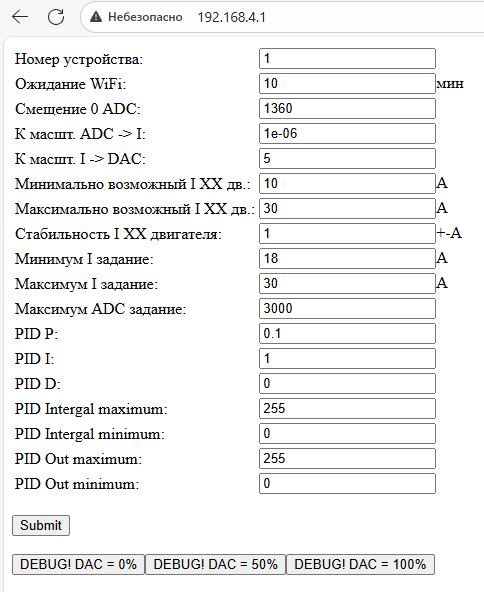 Небезопасно 192.168.4.1
Номер устройства: 1
Ожидание WiFi: 10 мин
Смещение 0 ADC: 1360
К масшт. ADC -> I: 1e-06
К масшт. I -> DAC: 5
Минимально возможный I ХХ дв.: 10 А
Максимально возможный I ХХ дв.: 30 А
Стабильность I ХХ двигателя: 1 +-А
Минимум I задание: 18 А
Максимум I задание: 30 А
Максимум ADC задание: 3000
PID P: 0.1
PID I: 1
PID D: 0
PID Intergal maximum: 255
PID Intergal minimum: 0
PID Out maximum: 255
PID Out minimum: 0
Submit
DEBUG! DAC = 0% DEBUG! DAC = 50% DEBUG! DAC = 100%